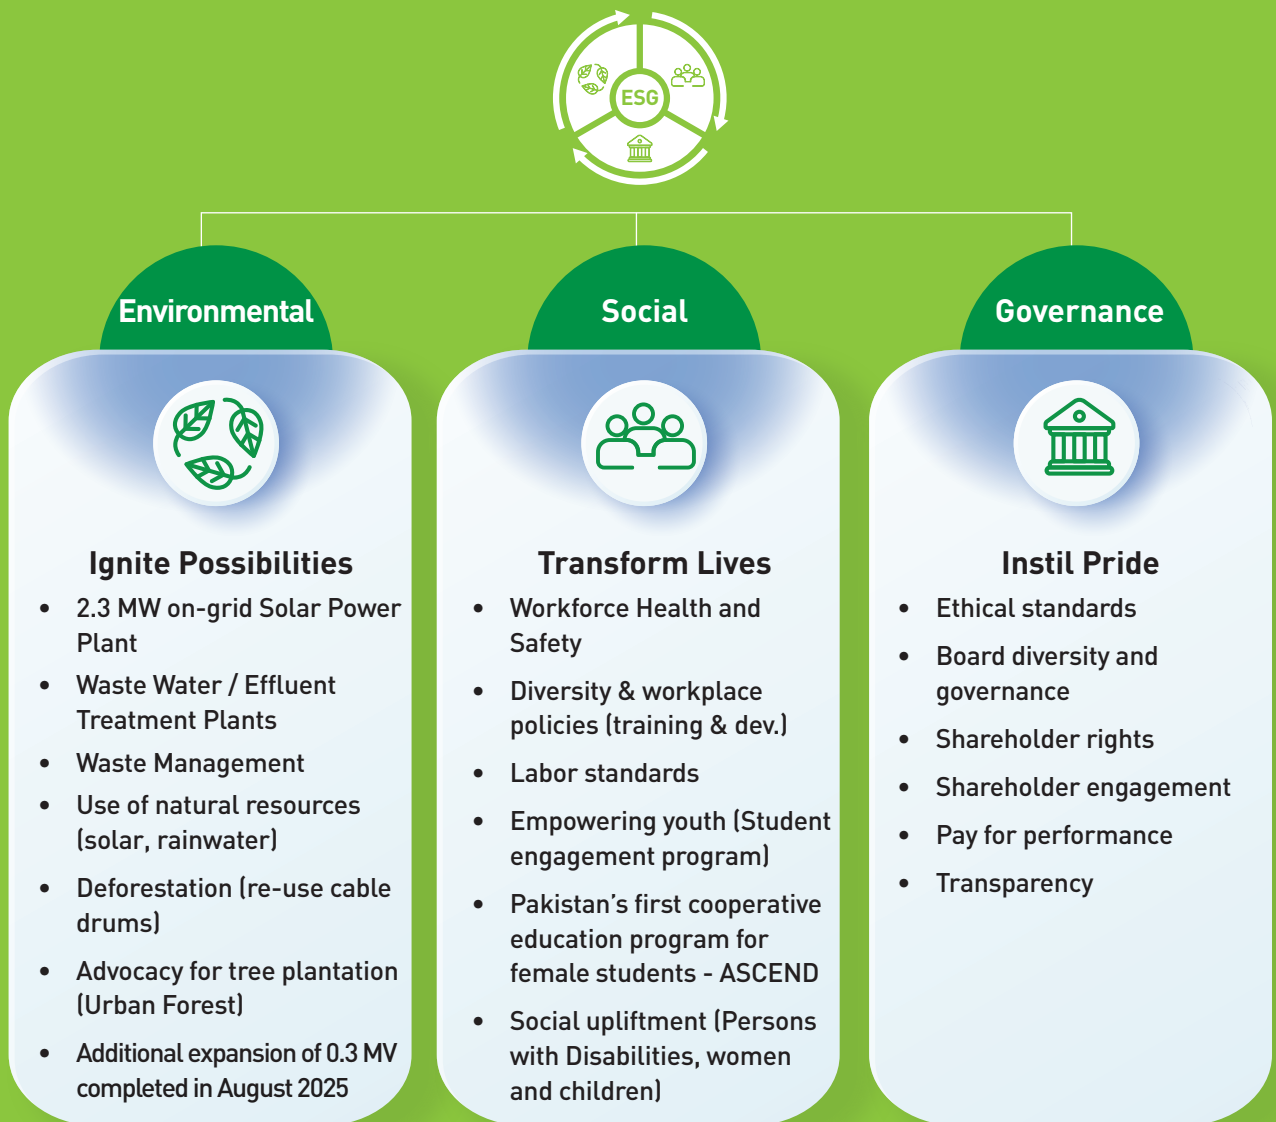 ESG
Environmental
Ignite Possibilities
• 2.3 MW on-grid Solar Power
Plant
• Waste Water / Effluent
Treatment Plants
• Waste Management
• Use of natural resources
(solar, rainwater)
• Deforestation (re-use cable
drums)
• Advocacy for tree plantation
(Urban Forest)
• Additional expansion of 0.3 MV
completed in August 2025
Social
Transform Lives
• Workforce Health and
Safety
• Diversity & workplace
policies (training & dev.)
• Labor standards
• Empowering youth (Student
engagement program)
• Pakistan's first cooperative
education program for
female students - ASCEND
• Social upliftment (Persons
with Disabilities, women
and children)
Governance
Instil Pride
• Ethical standards
• Board diversity and
governance
• Shareholder rights
• Shareholder engagement
• Pay for performance
• Transparency